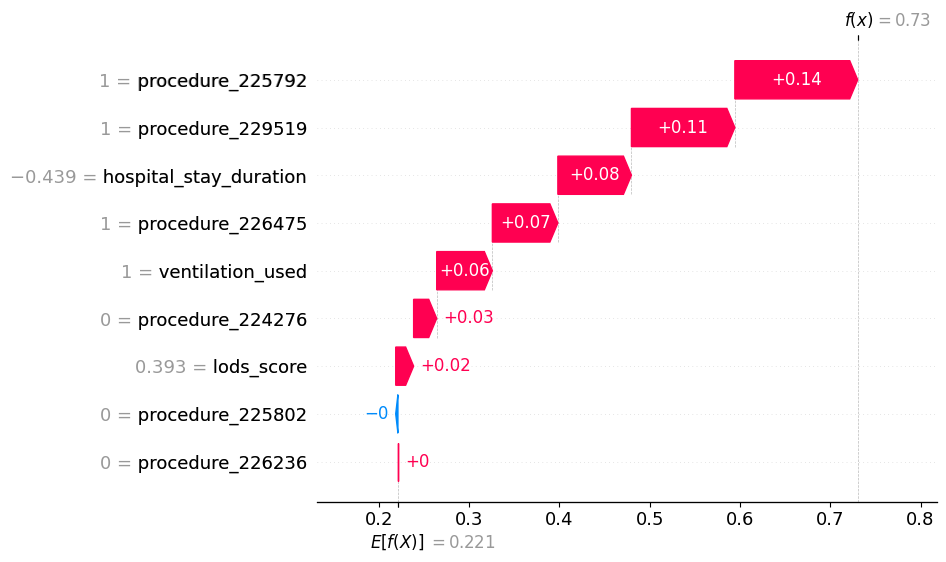 f(x) = 0.73
1 = procedure_225792 +0.14
1 = procedure_229519 +0.11
−0.439 = hospital_stay_duration +0.08
1 = procedure_226475 +0.07
1 = ventilation_used +0.06
0 = procedure_224276 +0.03
0.393 = lods_score +0.02
0 = procedure_225802 −0
0 = procedure_226236 +0
0.2 0.3 0.4 0.5 0.6 0.7 0.8
E[f(X)] = 0.221